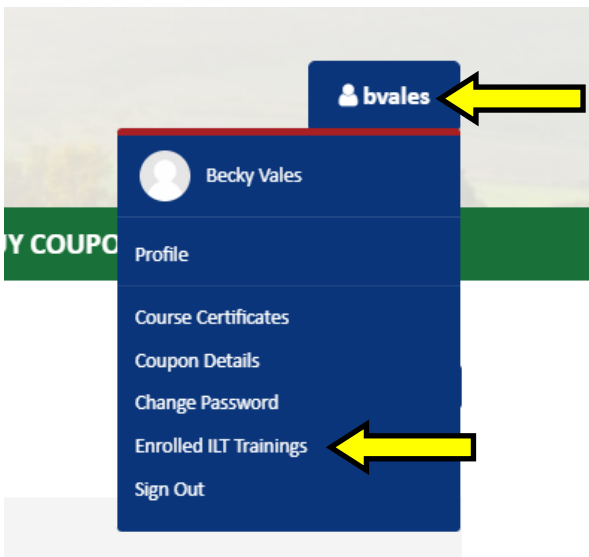 bvales
Becky Vales
Y COUPO
Profile
Course Certificates
Coupon Details
Change Password
Enrolled ILT Trainings
Sign Out